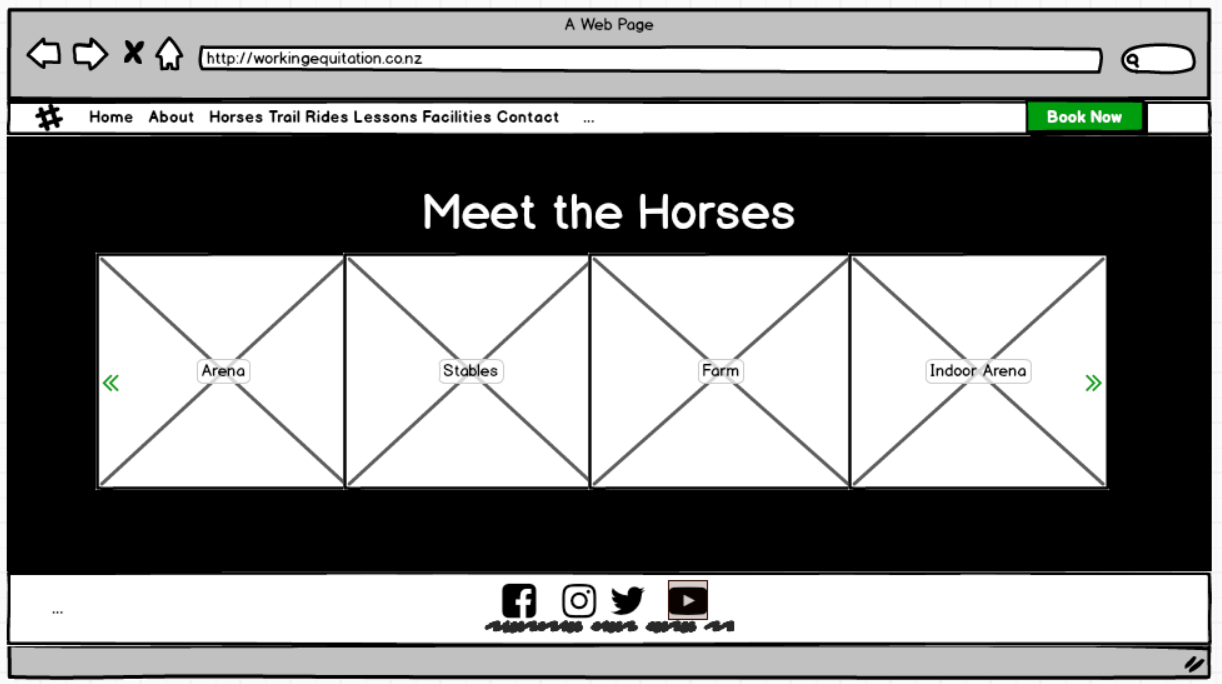 A Web Page
http://workingequitation.co.nz
Home About Horses Trail Rides Lessons Facilities Contact ... Book Now
Meet the Horses
Arena Stables Farm Indoor Arena
...